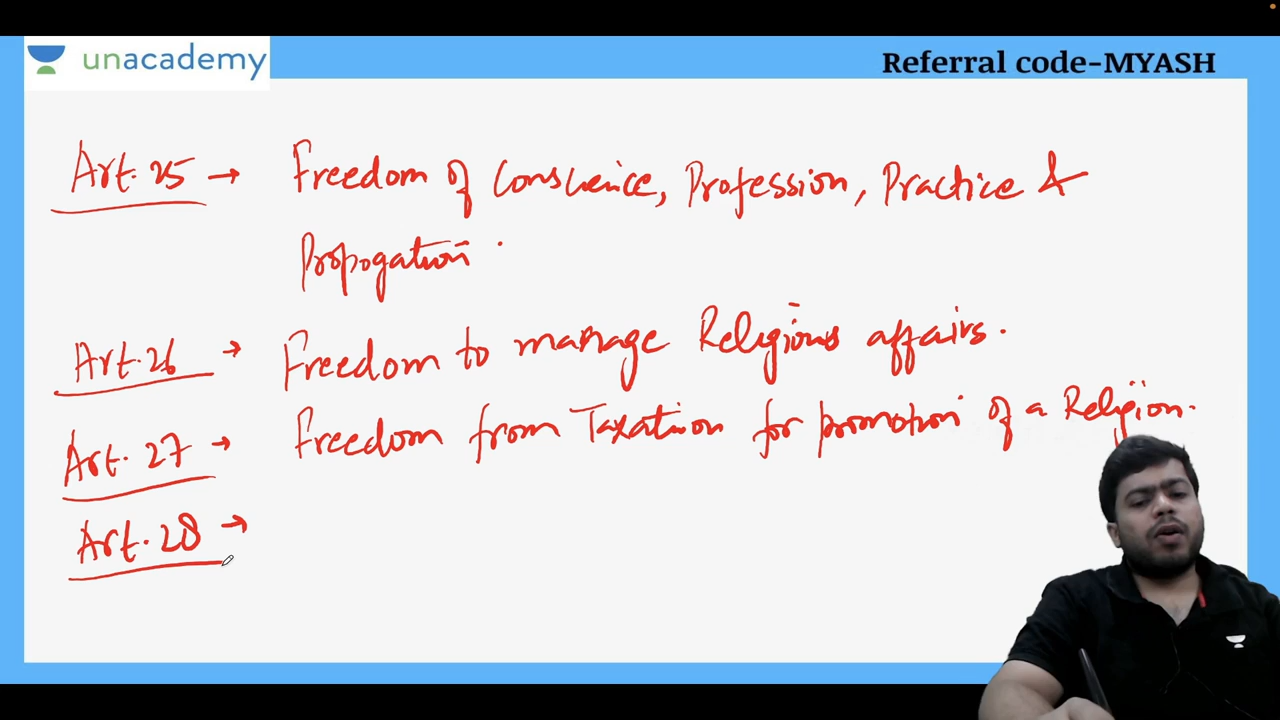 unacademy
Referral code-MYASH
Art. 25 → Freedom of Conscience, Profession, Practice &
Propogation.
Art. 26 → Freedom to manage Religious affairs.
Art. 27 → Freedom from Taxation for promotion of a Religion.
Art. 28 →